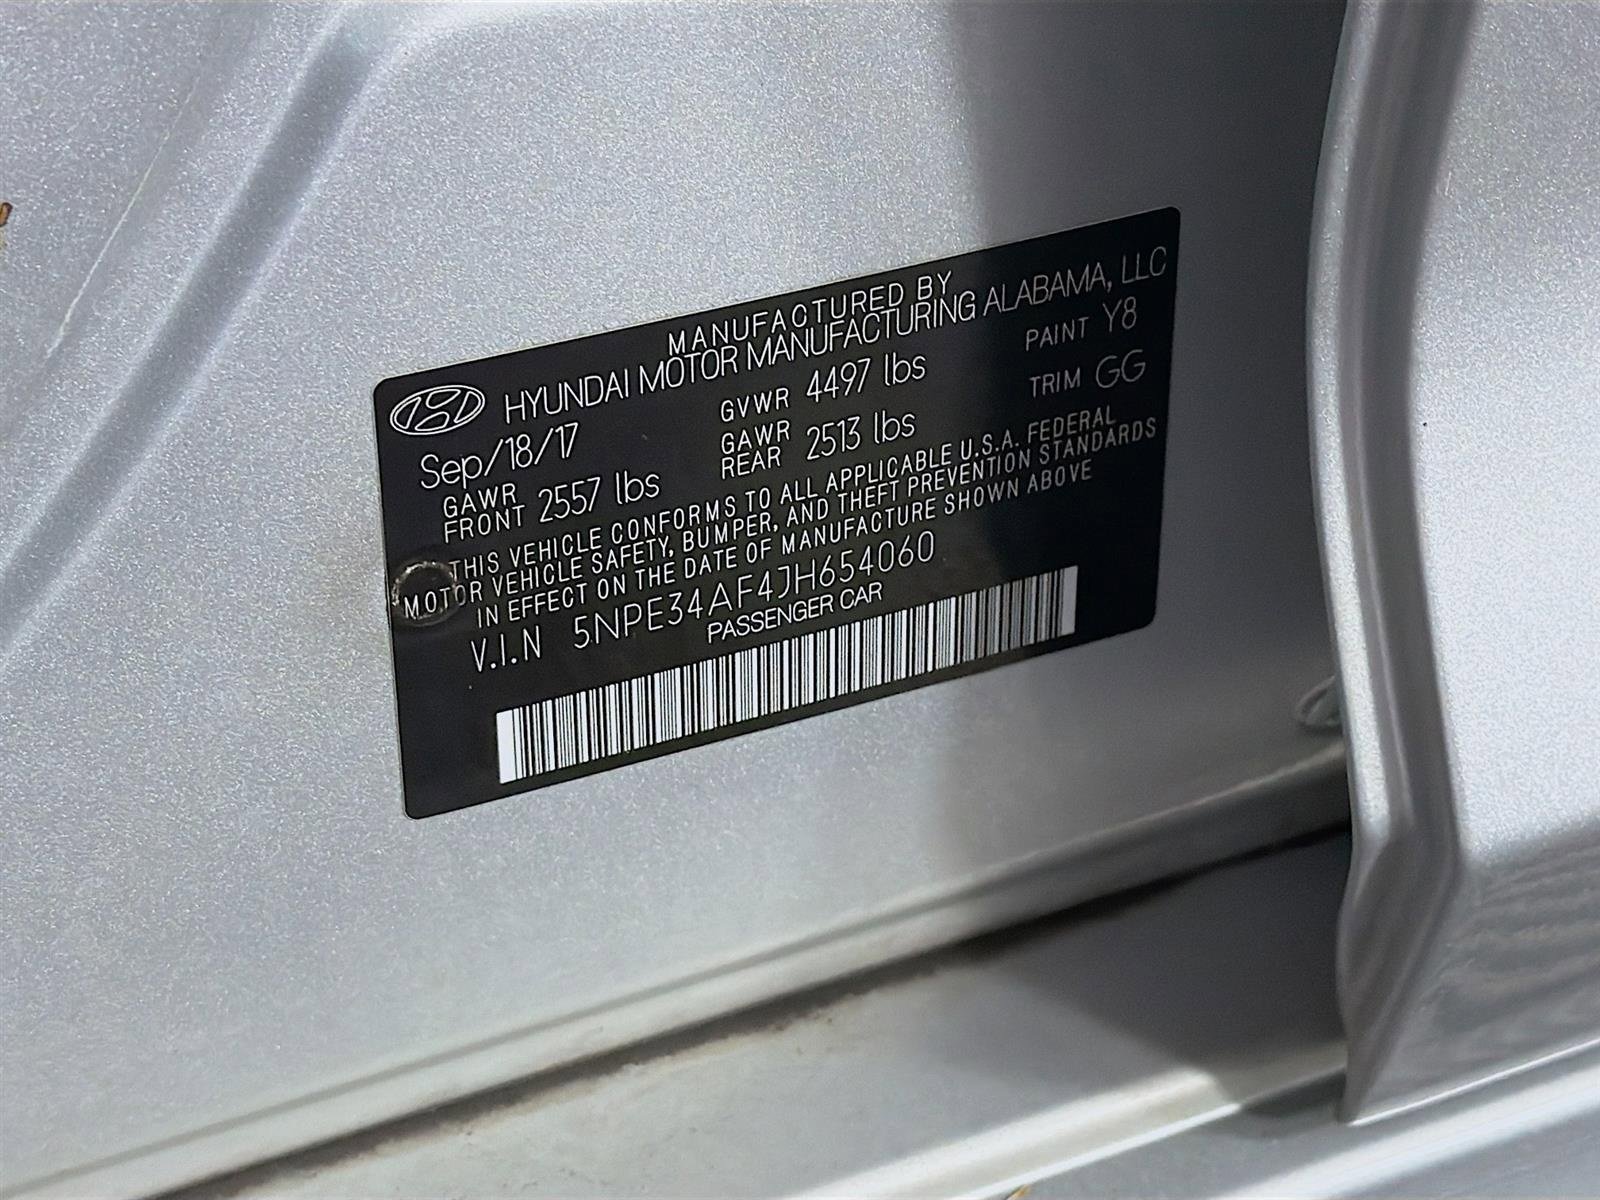 MANUFACTURED BY
HYUNDAI MOTOR MANUFACTURING ALABAMA, LLC
Sep/18/17 GVWR 4497 lbs PAINT Y8
GAWR FRONT 2557 lbs GAWR REAR 2513 lbs TRIM GG
THIS VEHICLE CONFORMS TO ALL APPLICABLE U.S.A. FEDERAL
MOTOR VEHICLE SAFETY, BUMPER, AND THEFT PREVENTION STANDARDS
IN EFFECT ON THE DATE OF MANUFACTURE SHOWN ABOVE
V.I.N 5NPE34AF4JH654060
PASSENGER CAR